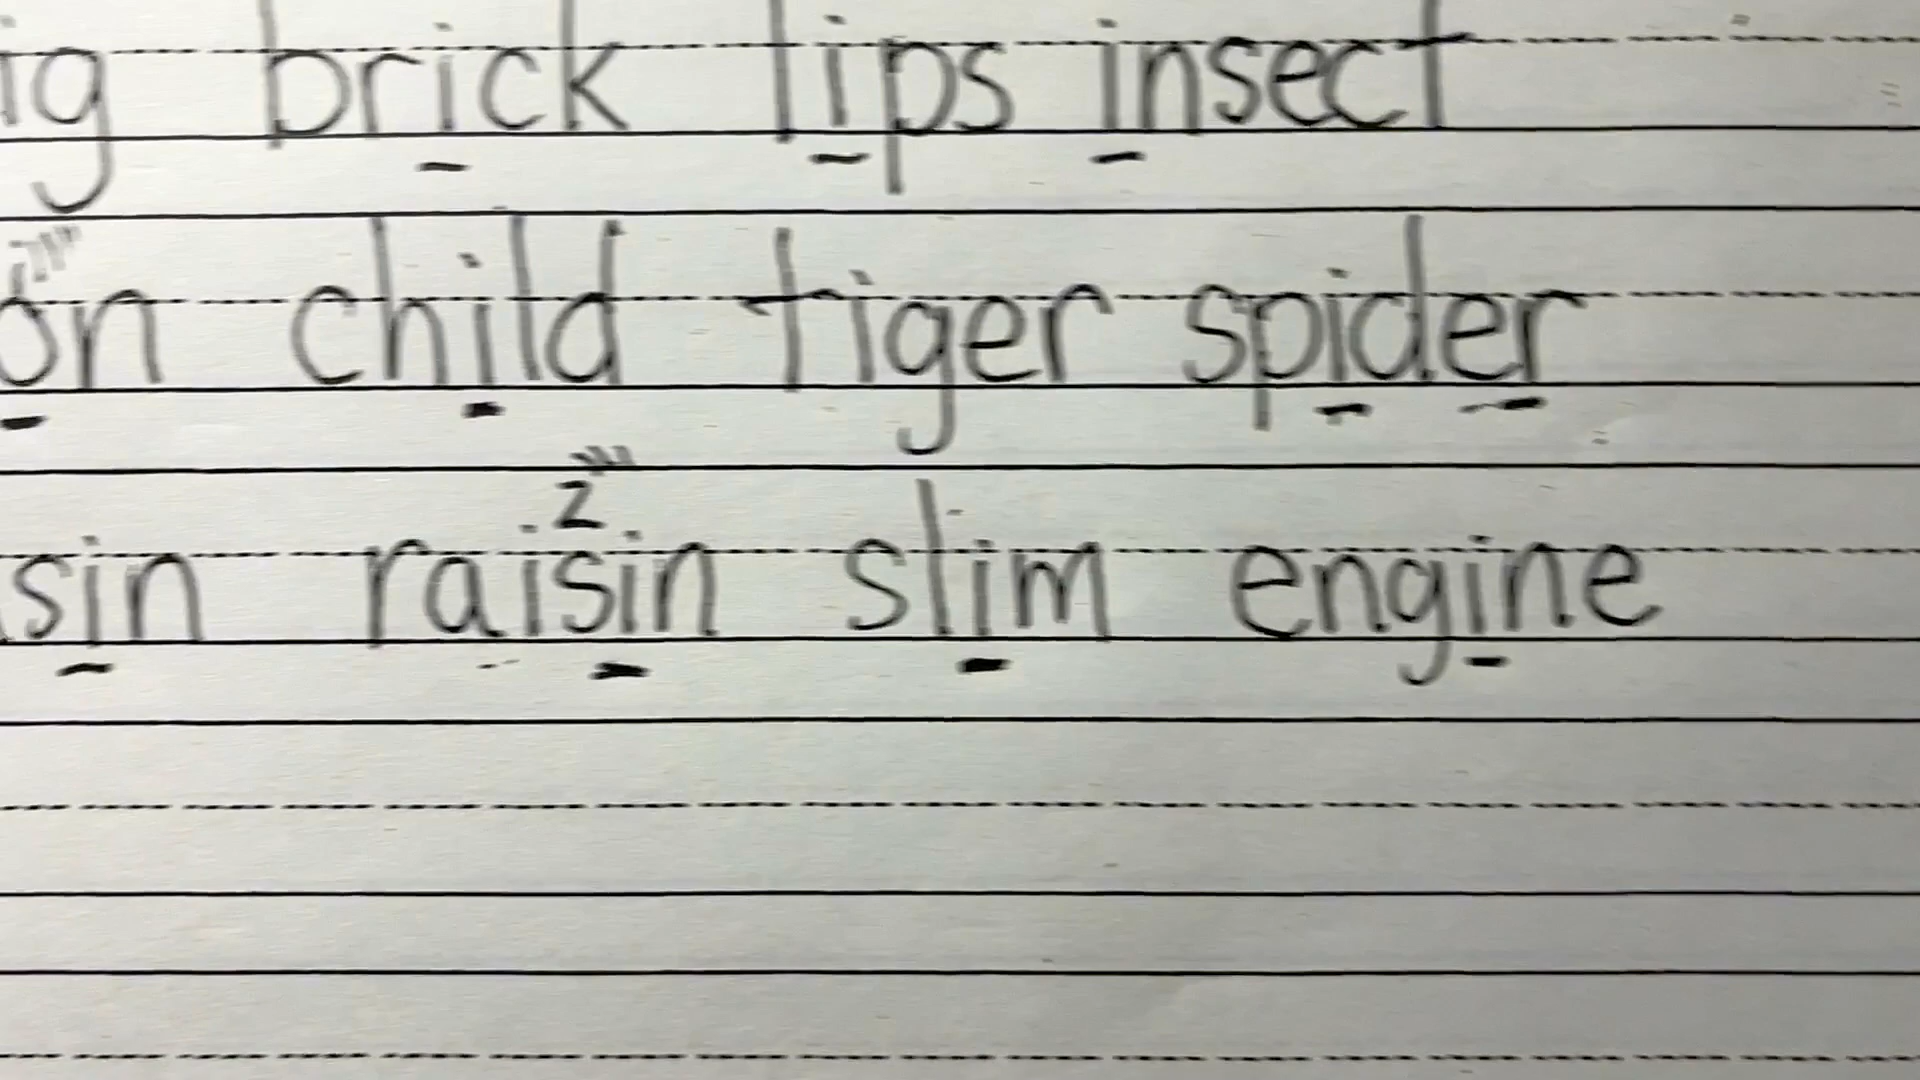 ig brick lips insect
on child tiger spider
z
sin raisin slim engine